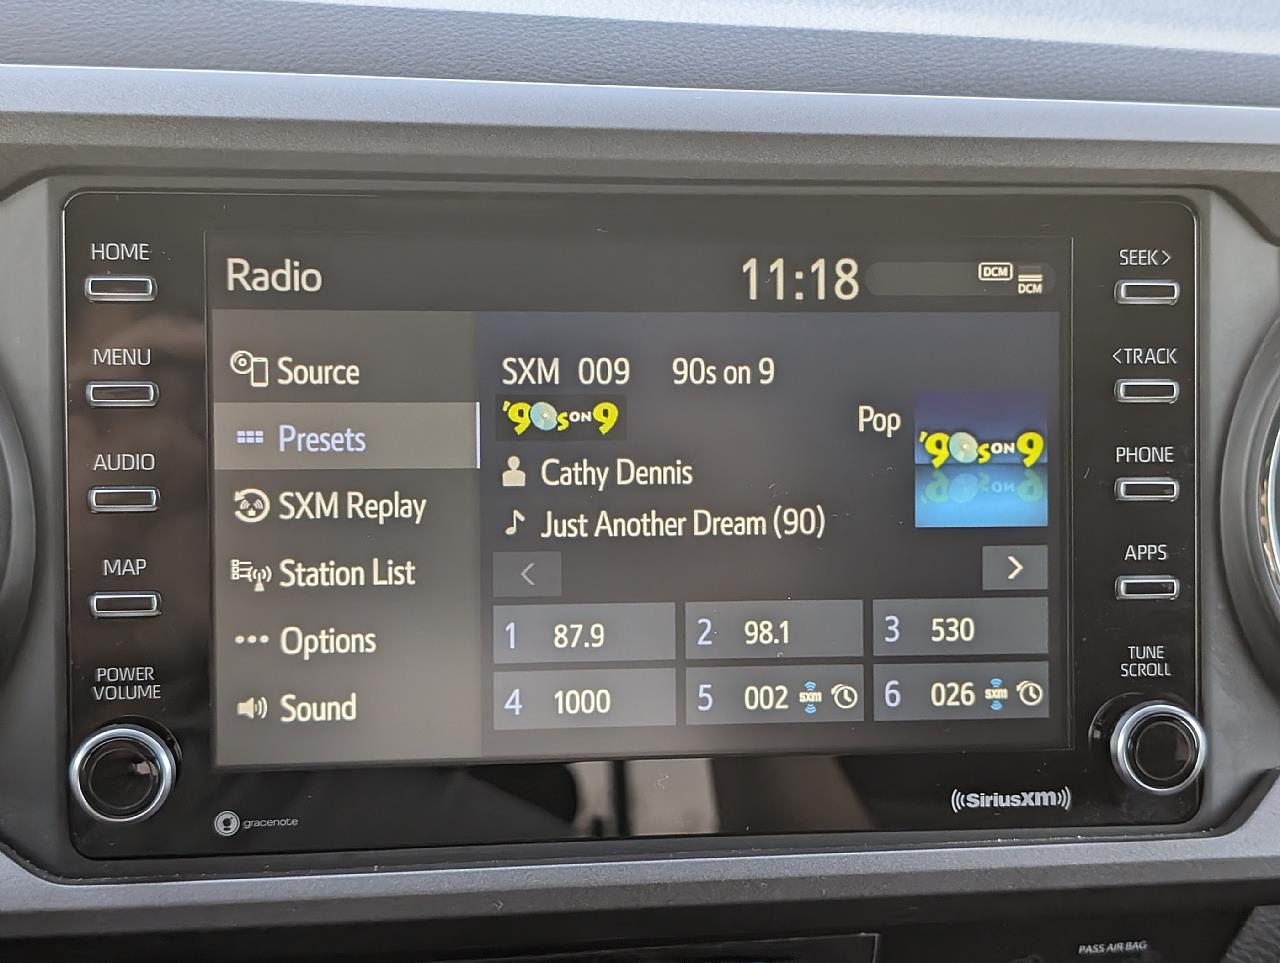 HOME
MENU
AUDIO
MAP
POWER
VOLUME
Radio
11:18
DCM
DCM
Source
Presets
SXM Replay
Station List
Options
Sound
SXM 009 90s on 9
'90s ON 9
Pop
'90s ON 9
Cathy Dennis
Just Another Dream (90)
<
>
1 87.9
2 98.1
3 530
4 1000
5 002 sxm
6 026 sxm
SEEK>
<TRACK
PHONE
APPS
TUNE
SCROLL
gracenote
((SiriusXM))
PASS AIR BAG